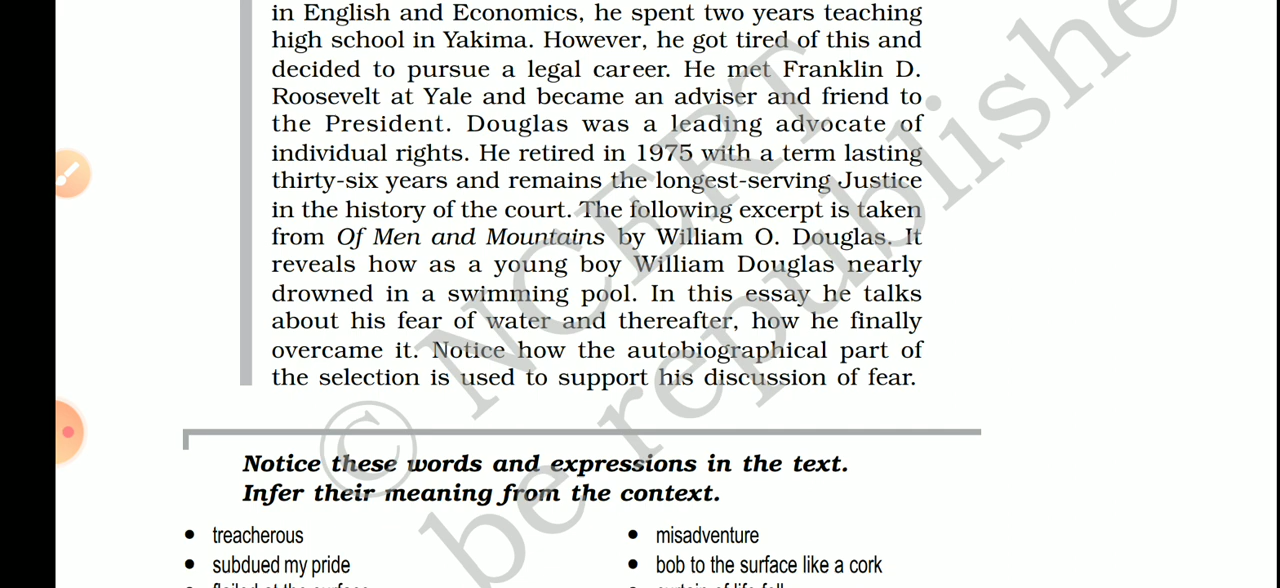 in English and Economics, he spent two years teaching
high school in Yakima. However, he got tired of this and
decided to pursue a legal career. He met Franklin D.
Roosevelt at Yale and became an adviser and friend to
the President. Douglas was a leading advocate of
individual rights. He retired in 1975 with a term lasting
thirty-six years and remains the longest-serving Justice
in the history of the court. The following excerpt is taken
from Of Men and Mountains by William O. Douglas. It
reveals how as a young boy William Douglas nearly
drowned in a swimming pool. In this essay he talks
about his fear of water and thereafter, how he finally
overcame it. Notice how the autobiographical part of
the selection is used to support his discussion of fear.
© NCERT
be republishe
Notice these words and expressions in the text.
Infer their meaning from the context.
• treacherous
• misadventure
• subdued my pride
• bob to the surface like a cork